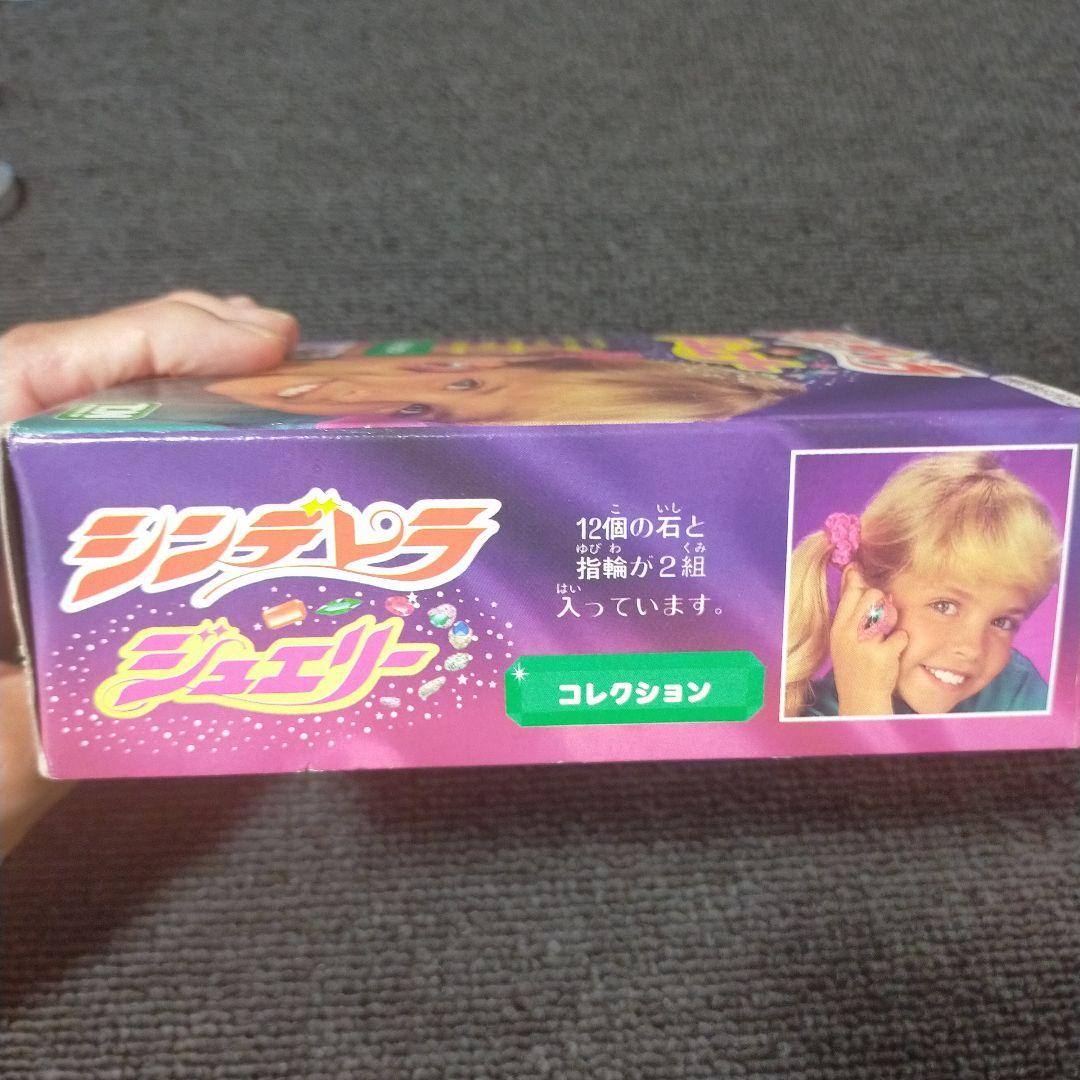 シンデレラ
ジュエリー
12個の石と
指輪が2組
入っています。
コレクション